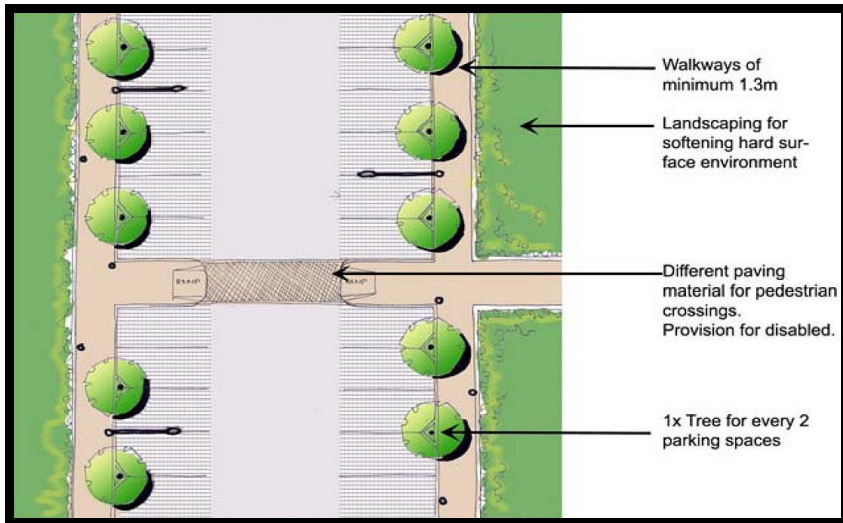 Walkways of
minimum 1.3m
Landscaping for
softening hard sur-
face environment
RAMP
RAMP
Different paving
material for pedestrian
crossings.
Provision for disabled.
1x Tree for every 2
parking spaces